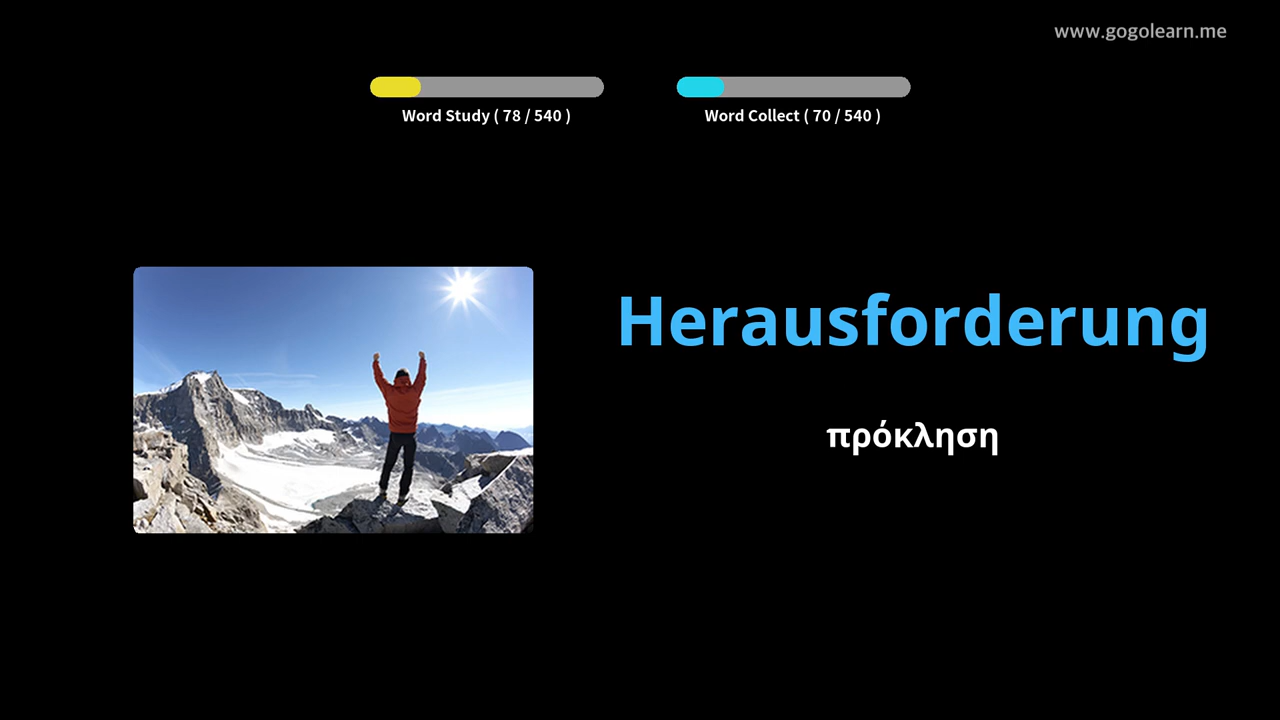 www.gogolearn.me
Word Study ( 78 / 540 )
Word Collect ( 70 / 540 )
Herausforderung
πρόκληση